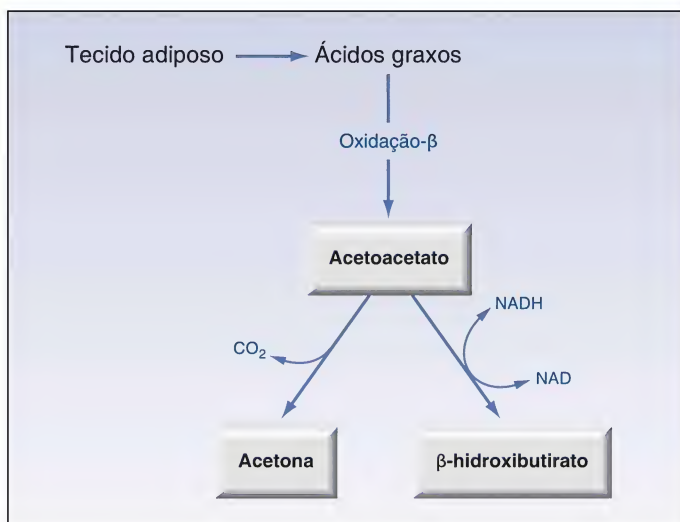 Tecido adiposo Ácidos graxos
Oxidação-β
Acetoacetato
NADH
CO₂
NAD
Acetona β-hidroxibutirato